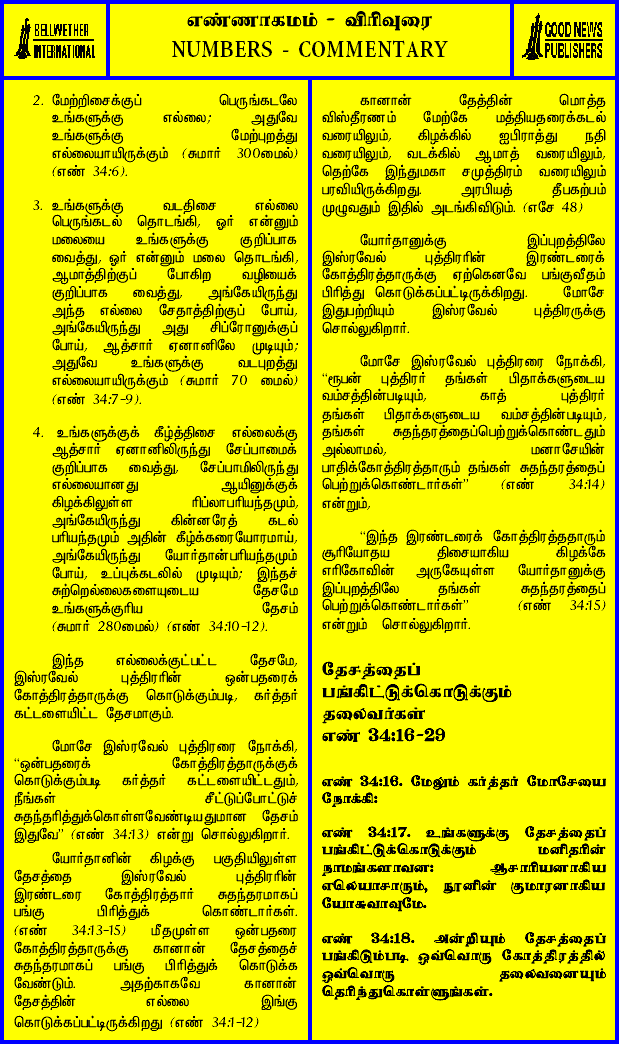 BELLWETHER
INTERNATIONAL
எண்ணாகமம் - விரிவுரை
NUMBERS - COMMENTARY
GOOD NEWS
PUBLISHERS
2. மேற்றிசைக்குப் பெருங்கடலே
உங்களுக்கு எல்லை; அதுவே
உங்களுக்கு மேற்புறத்து
எல்லையாயிருக்கும் (சுமார் 300மைல்)
(எண் 34:6).
3. உங்களுக்கு வடதிசை எல்லை
பெருங்கடல் தொடங்கி, ஓர் என்னும்
மலையை உங்களுக்கு குறிப்பாக
வைத்து, ஓர் என்னும் மலை தொடங்கி,
ஆமாத்திற்குப் போகிற வழியைக்
குறிப்பாக வைத்து, அங்கேயிருந்து
அந்த எல்லை சேதாத்திற்குப் போய்,
அங்கேயிருந்து அது சிப்ரோனுக்குப்
போய், ஆத்சார் ஏனானிலே முடியும்;
அதுவே உங்களுக்கு வடபுறத்து
எல்லையாயிருக்கும் (சுமார் 70 மைல்)
(எண் 34:7-9).
4. உங்களுக்குக் கீழ்த்திசை எல்லைக்கு
ஆத்சார் ஏனானிலிருந்து சேப்பாமைக்
குறிப்பாக வைத்து, சேப்பாமிலிருந்து
எல்லையானது ஆயினுக்குக்
கிழக்கிலுள்ள ரிப்லாபரியந்தமும்,
அங்கேயிருந்து கின்னரேத் கடல்
பரியந்தமும் அதின் கீழ்க்கரையோரமாய்,
அங்கேயிருந்து யோர்தான்பரியந்தமும்
போய், உப்புக்கடலில் முடியும்; இந்தச்
சுற்றெல்லைகளையுடைய தேசமே
உங்களுக்குரிய தேசம்
(சுமார் 280மைல்) (எண் 34:10-12).
இந்த எல்லைக்குட்பட்ட தேசமே,
இஸ்ரவேல் புத்திரரின் ஒன்பதரைக்
கோத்திரத்தாருக்கு கொடுக்கும்படி, கர்த்தர்
கட்டளையிட்ட தேசமாகும்.
மோசே இஸ்ரவேல் புத்திரரை நோக்கி,
“ஒன்பதரைக் கோத்திரத்தாருக்குக்
கொடுக்கும்படி கர்த்தர் கட்டளையிட்டதும்,
நீங்கள் சீட்டுப்போட்டுச்
சுதந்தரித்துக்கொள்ளவேண்டியதுமான தேசம்
இதுவே” (எண் 34:13) என்று சொல்லுகிறார்.
யோர்தானின் கிழக்கு பகுதியிலுள்ள
தேசத்தை இஸ்ரவேல் புத்திரரின்
இரண்டரை கோத்திரத்தார் சுதந்தரமாகப்
பங்கு பிரித்துக் கொண்டார்கள்.
(எண் 34:13-15) மீதமுள்ள ஒன்பதரை
கோத்திரத்தாருக்கு கானான் தேசத்தைச்
சுதந்தரமாகப் பங்கு பிரித்துக் கொடுக்க
வேண்டும். அதற்காகவே கானான்
தேசத்தின் எல்லை இங்கு
கொடுக்கப்பட்டிருக்கிறது (எண் 34:1-12)
கானான் தேத்தின் மொத்த
விஸ்தீரணம் மேற்கே மத்தியதரைக்கடல்
வரையிலும், கிழக்கில் ஐபிராத்து நதி
வரையிலும், வடக்கில் ஆமாத் வரையிலும்,
தெற்கே இந்துமகா சமுத்திரம் வரையிலும்
பரவியிருக்கிறது. அரபியத் தீபகற்பம்
முழுவதும் இதில் அடங்கிவிடும். (எசே 48)
யோர்தானுக்கு இப்புறத்திலே
இஸ்ரவேல் புத்திரரின் இரண்டரைக்
கோத்திரத்தாருக்கு ஏற்கெனவே பங்குவீதம்
பிரித்து கொடுக்கப்பட்டிருக்கிறது. மோசே
இதுபற்றியும் இஸ்ரவேல் புத்திரருக்கு
சொல்லுகிறார்.
மோசே இஸ்ரவேல் புத்திரரை நோக்கி,
“ரூபன் புத்திரர் தங்கள் பிதாக்களுடைய
வம்சத்தின்படியும், காத் புத்திரர்
தங்கள் பிதாக்களுடைய வம்சத்தின்படியும்,
தங்கள் சுதந்தரத்தைப்பெற்றுக்கொண்டதும்
அல்லாமல், மனாசேயின்
பாதிக்கோத்திரத்தாரும் தங்கள் சுதந்தரத்தைப்
பெற்றுக்கொண்டார்கள்” (எண் 34:14)
என்றும்,
“இந்த இரண்டரைக் கோத்திரத்ததாரும்
சூரியோதய திசையாகிய கிழக்கே
எரிகோவின் அருகேயுள்ள யோர்தானுக்கு
இப்புறத்திலே தங்கள் சுதந்தரத்தைப்
பெற்றுக்கொண்டார்கள்” (எண் 34:15)
என்றும் சொல்லுகிறார்.
தேசத்தைப்
பங்கிட்டுக்கொடுக்கும்
தலைவர்கள்
எண் 34:16-29
எண் 34:16. மேலும் கர்த்தர் மோசேயை
நோக்கி:
எண் 34:17. உங்களுக்கு தேசத்தைப்
பங்கிட்டுக்கொடுக்கும் மனிதரின்
நாமங்களாவன: ஆசாரியனாகிய
எலெயாசாரும், நூனின் குமாரனாகிய
யோசுவாவுமே.
எண் 34:18. அன்றியும் தேசத்தைப்
பங்கிடும்படி, ஒவ்வொரு கோத்திரத்தில்
ஒவ்வொரு தலைவனையும்
தெரிந்துகொள்ளுங்கள்.